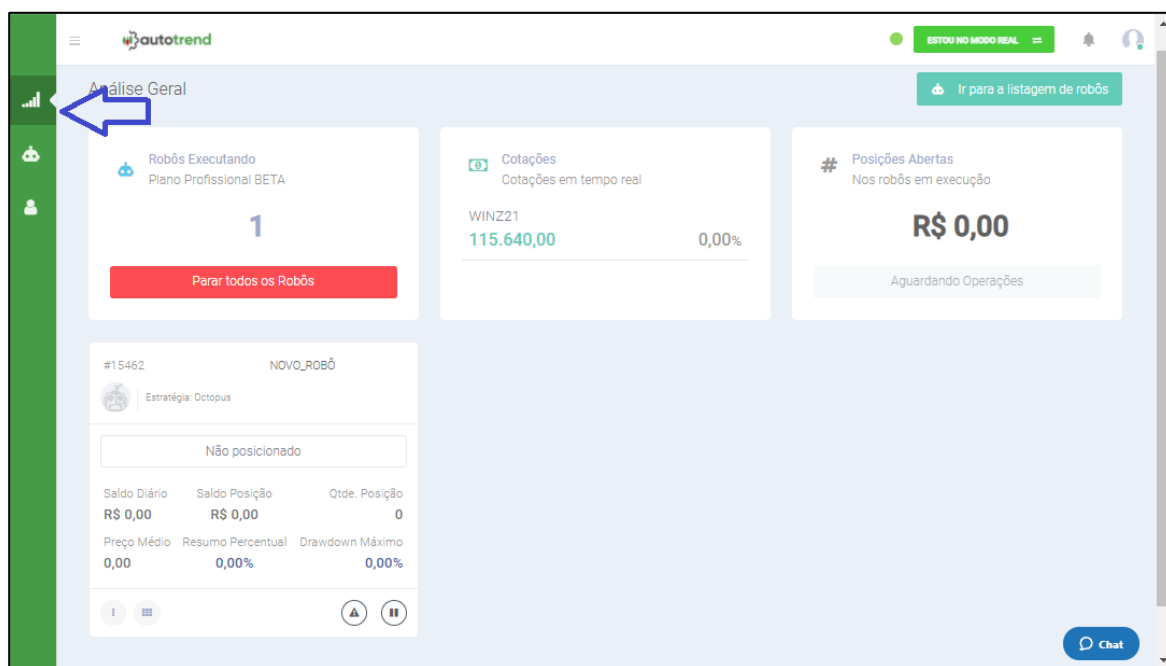 autotrend
ESTOU NO MODO REAL
Análise Geral
Ir para a listagem de robôs
Robôs Executando
Plano Profissional BETA
1
Parar todos os Robôs
Cotações
Cotações em tempo real
WINZ21
115.640,00 0,00%
# Posições Abertas
Nos robôs em execução
R$ 0,00
Aguardando Operações
#15462 NOVO_ROBÔ
Estratégia: Octopus
Não posicionado
Saldo Diário Saldo Posição Qtde. Posição
R$ 0,00 R$ 0,00 0
Preço Médio Resumo Percentual Drawdown Máximo
0,00 0,00% 0,00%
Chat